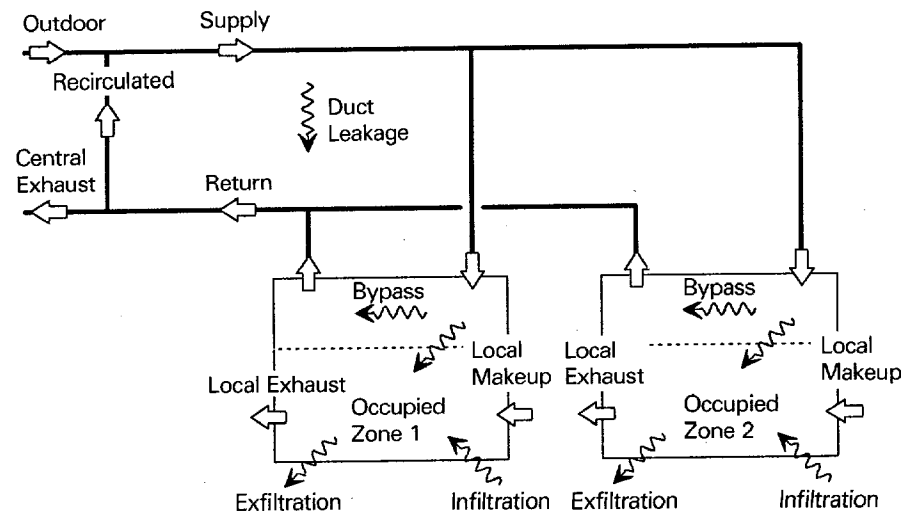 Outdoor
Supply
Recirculated
Duct
Leakage
Central
Exhaust
Return
Bypass
Bypass
Local
Makeup
Local
Exhaust
Local
Makeup
Local Exhaust
Occupied
Zone 1
Occupied
Zone 2
Exfiltration
Infiltration
Exfiltration
Infiltration